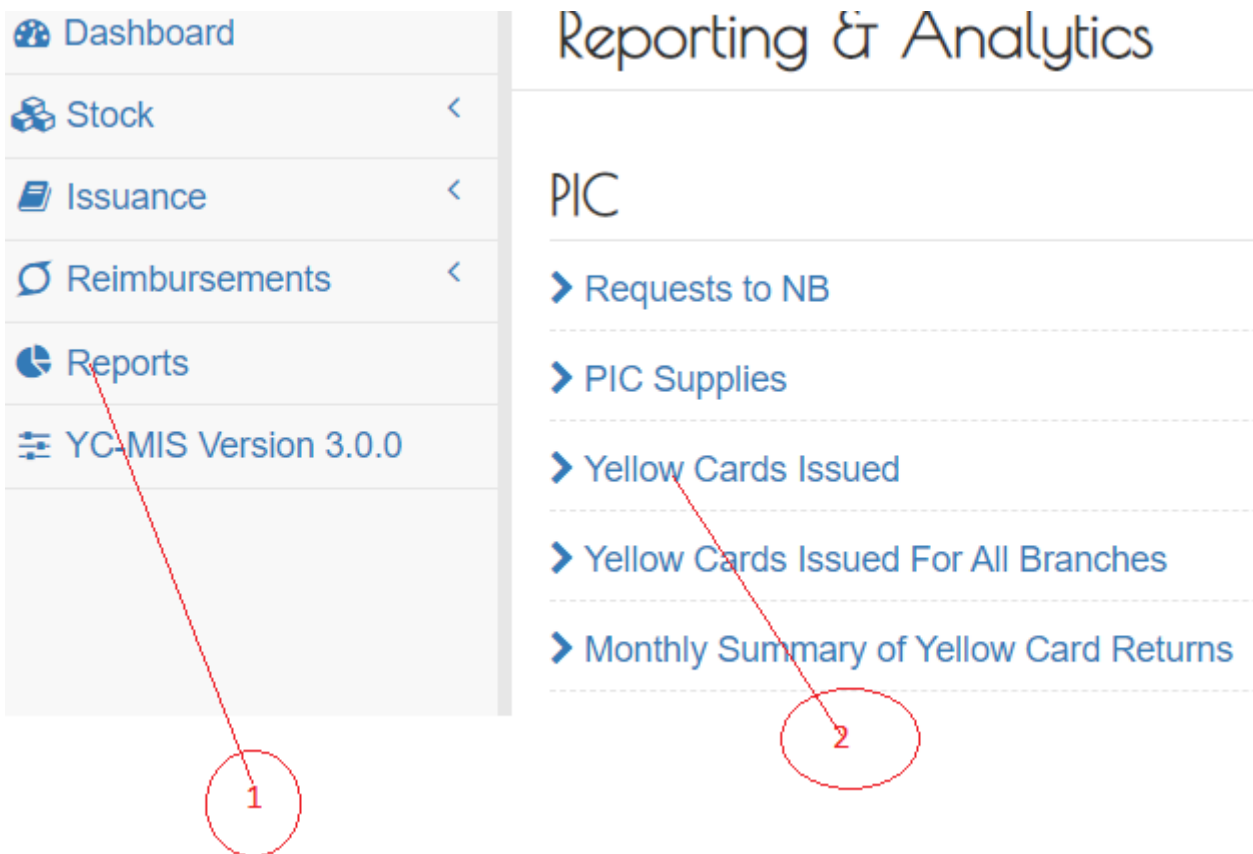 Dashboard
Stock
Issuance
Reimbursements
Reports
YC-MIS Version 3.0.0
Reporting & Analytics
PIC
Requests to NB
PIC Supplies
Yellow Cards Issued
Yellow Cards Issued For All Branches
Monthly Summary of Yellow Card Returns
1
2